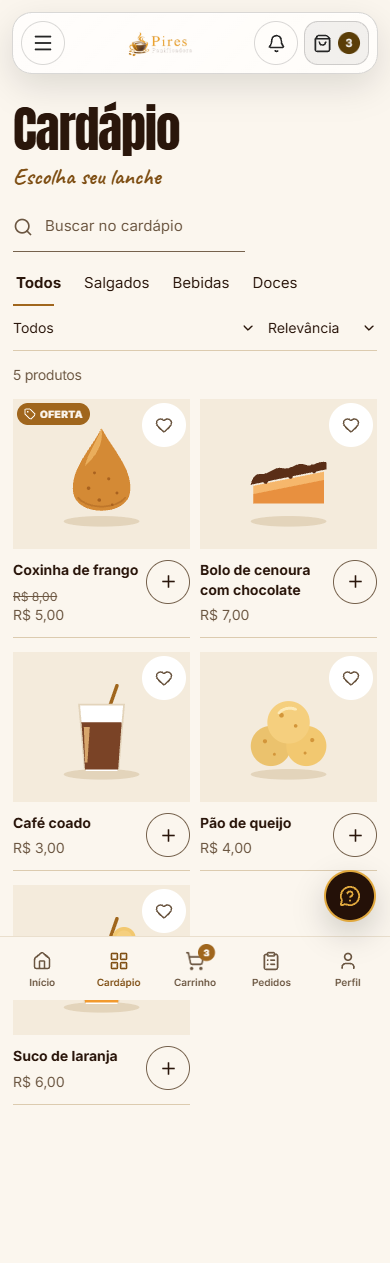 Pires
3
Cardápio
Escolha seu lanche
Buscar no cardápio
Todos Salgados Bebidas Doces
Todos Relevância
5 produtos
OFERTA
Coxinha de frango
R$ 8,00
R$ 5,00
Bolo de cenoura
com chocolate
R$ 7,00
Café coado
R$ 3,00
Pão de queijo
R$ 4,00
3
Início Cardápio Carrinho Pedidos Perfil
Suco de laranja
R$ 6,00